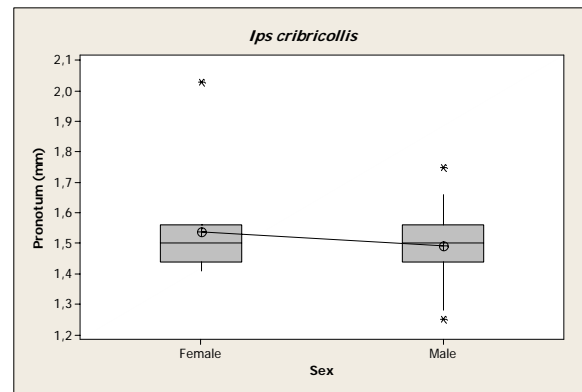 Ips cribricollis
2,1
2,0
1,9
1,8
1,7
1,6
1,5
1,4
1,3
1,2
Pronotum (mm)
Female
Male
Sex